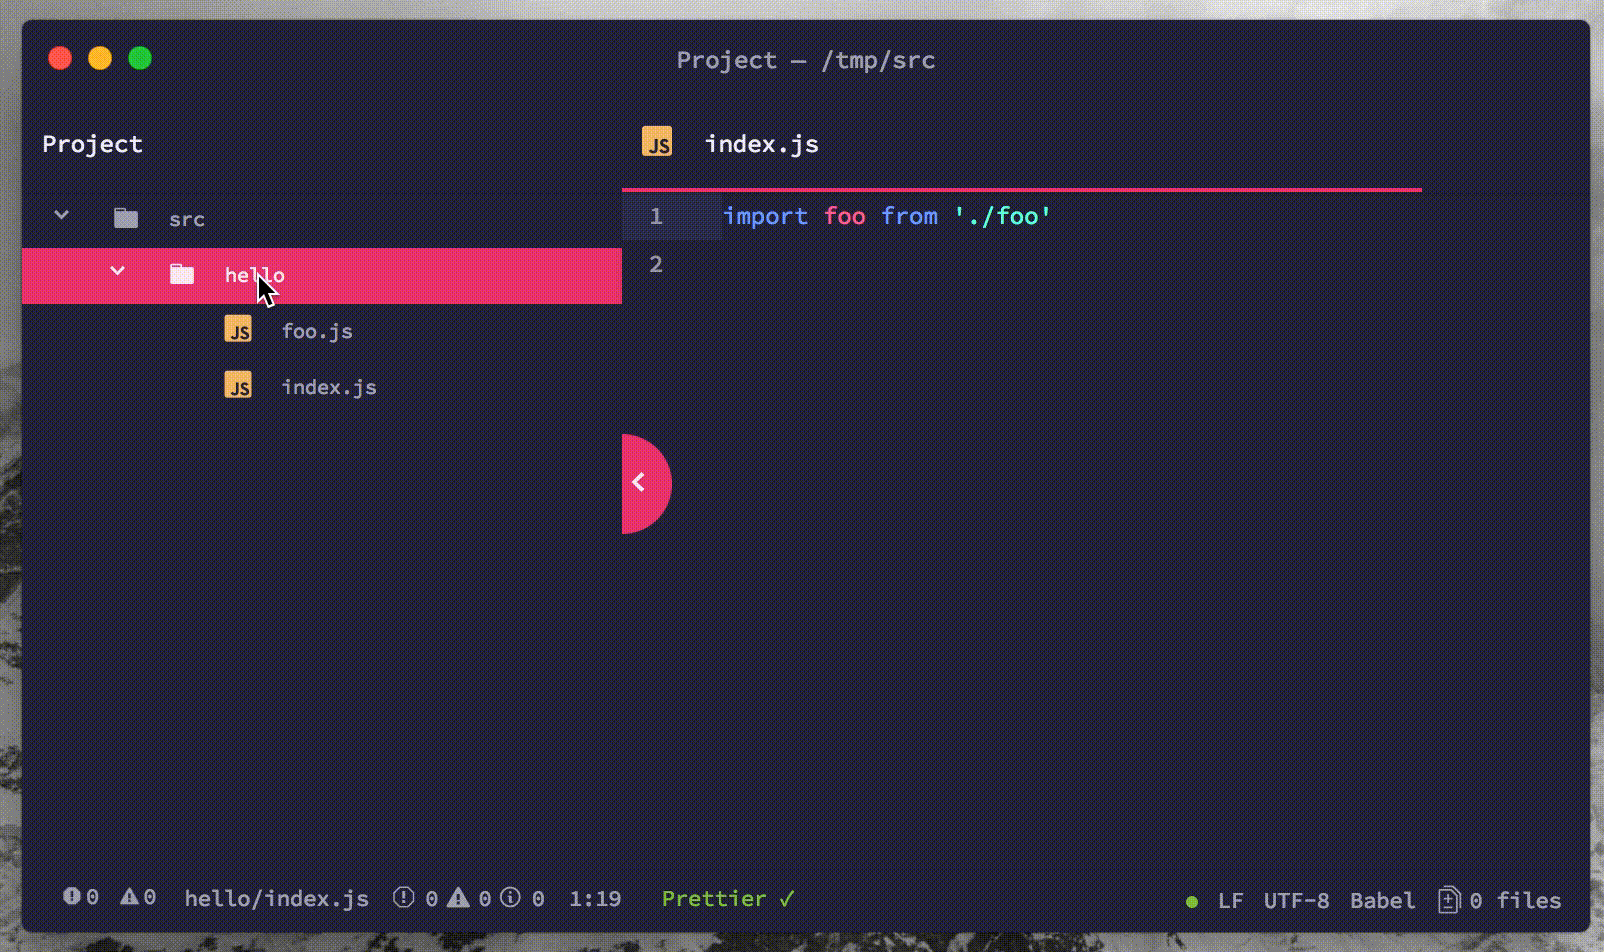 Project — /tmp/src
Project
JS index.js
src
hello
JS foo.js
JS index.js
1 import foo from './foo'
2
0 0 hello/index.js 0 0 0 1:19 Prettier ✓ LF UTF-8 Babel 0 files